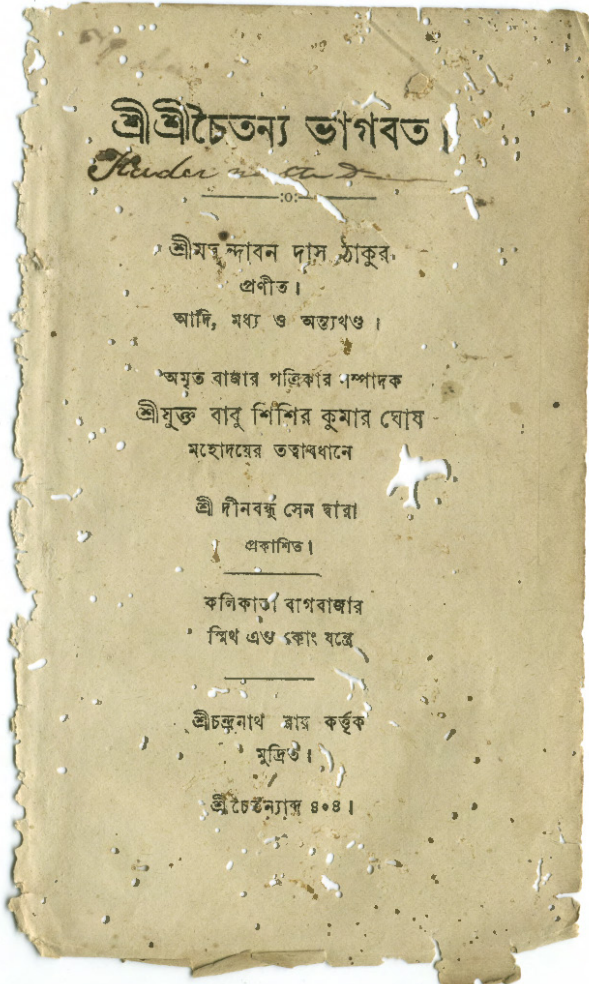 শ্রীশ্রীচৈতন্য ভাগবত।
:o:
শ্রীমদ্বৃন্দাবন দাস ঠাকুর
প্রণীত।
আদি, মধ্য ও অন্ত্যখণ্ড।
অমৃত বাজার পত্রিকার সম্পাদক
শ্রীযুক্ত বাবু শিশির কুমার ঘোষ
মহোদয়ের তত্বাবধানে
শ্রী দীনবন্ধু সেন দ্বারা
প্রকাশিত।
কলিকাতা বাগবাজার
স্মিথ এণ্ড কোং যন্ত্রে
শ্রীচন্দ্রনাথ রায় কর্ত্তৃক
মুদ্রিত।
শ্রীচৈতন্যাব্দ ৪০৪।